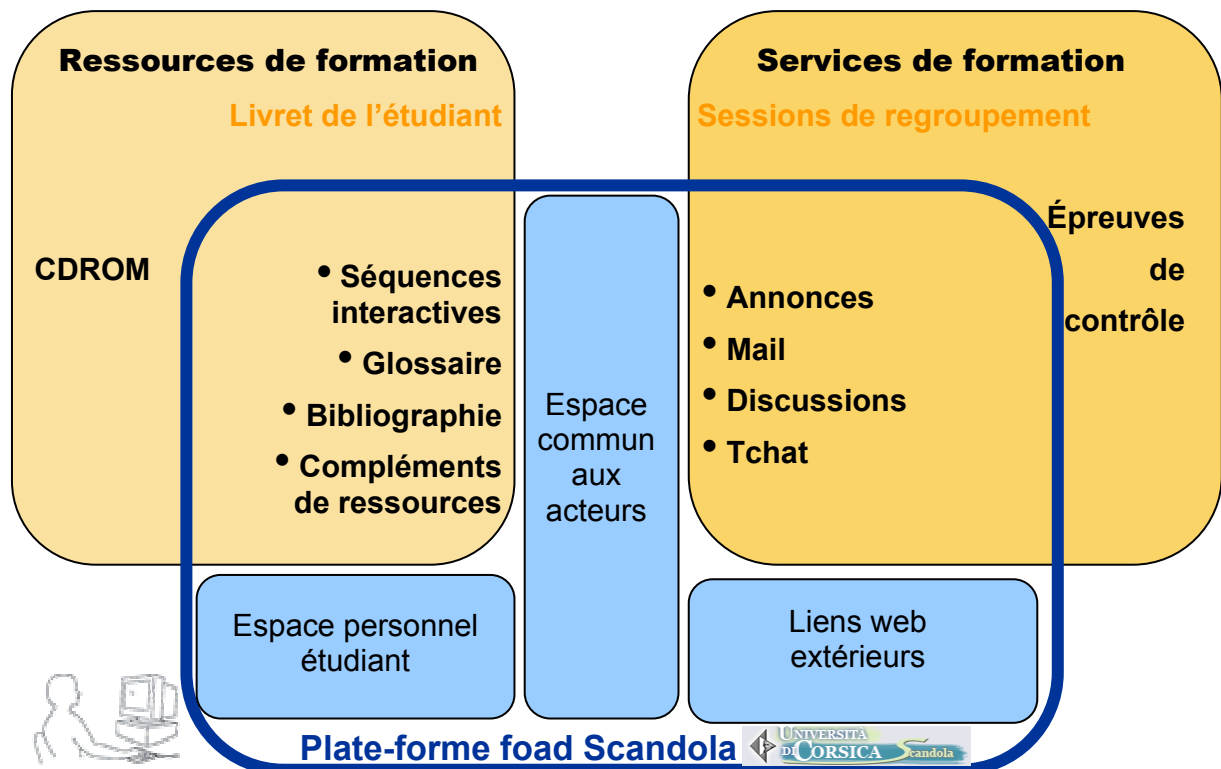 Ressources de formation
Livret de l'étudiant
CDROM
• Séquences
interactives
• Glossaire
• Bibliographie
• Compléments
de ressources
Espace
commun
aux
acteurs
Services de formation
Sessions de regroupement
Épreuves
de
contrôle
• Annonces
• Mail
• Discussions
• Tchat
Espace personnel
étudiant
Liens web
extérieurs
Plate-forme foad Scandola
UNIVERSITÀ
DI CORSICA Scandola